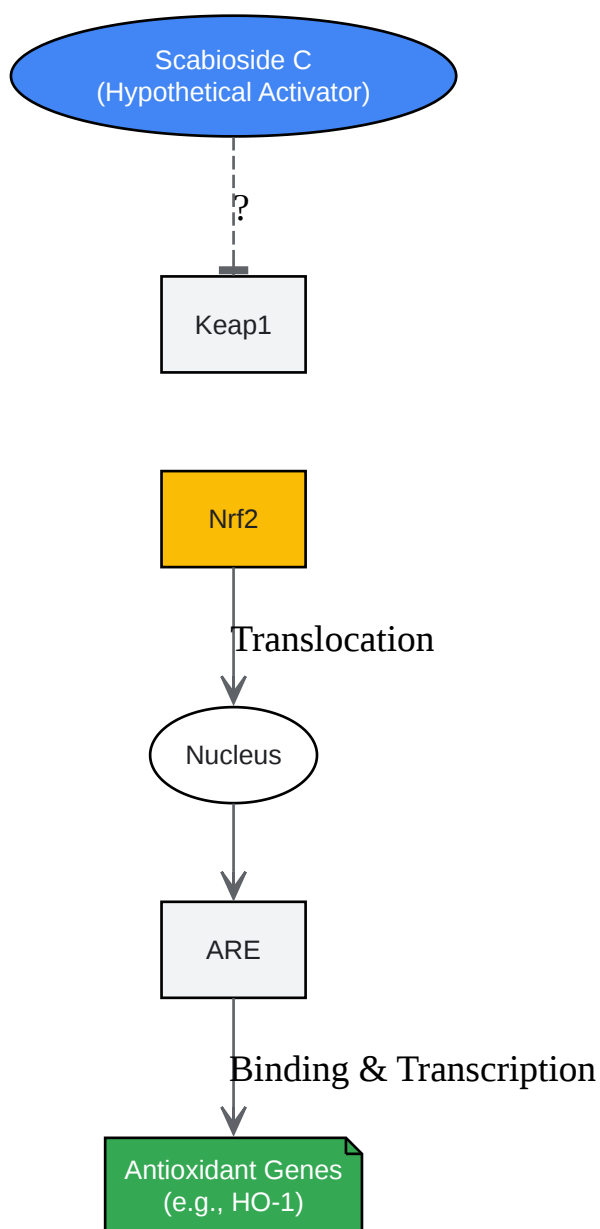 Scabioside C
(Hypothetical Activator)
?
Keap1
Nrf2
Translocation
Nucleus
ARE
Binding & Transcription
Antioxidant Genes
(e.g., HO-1)